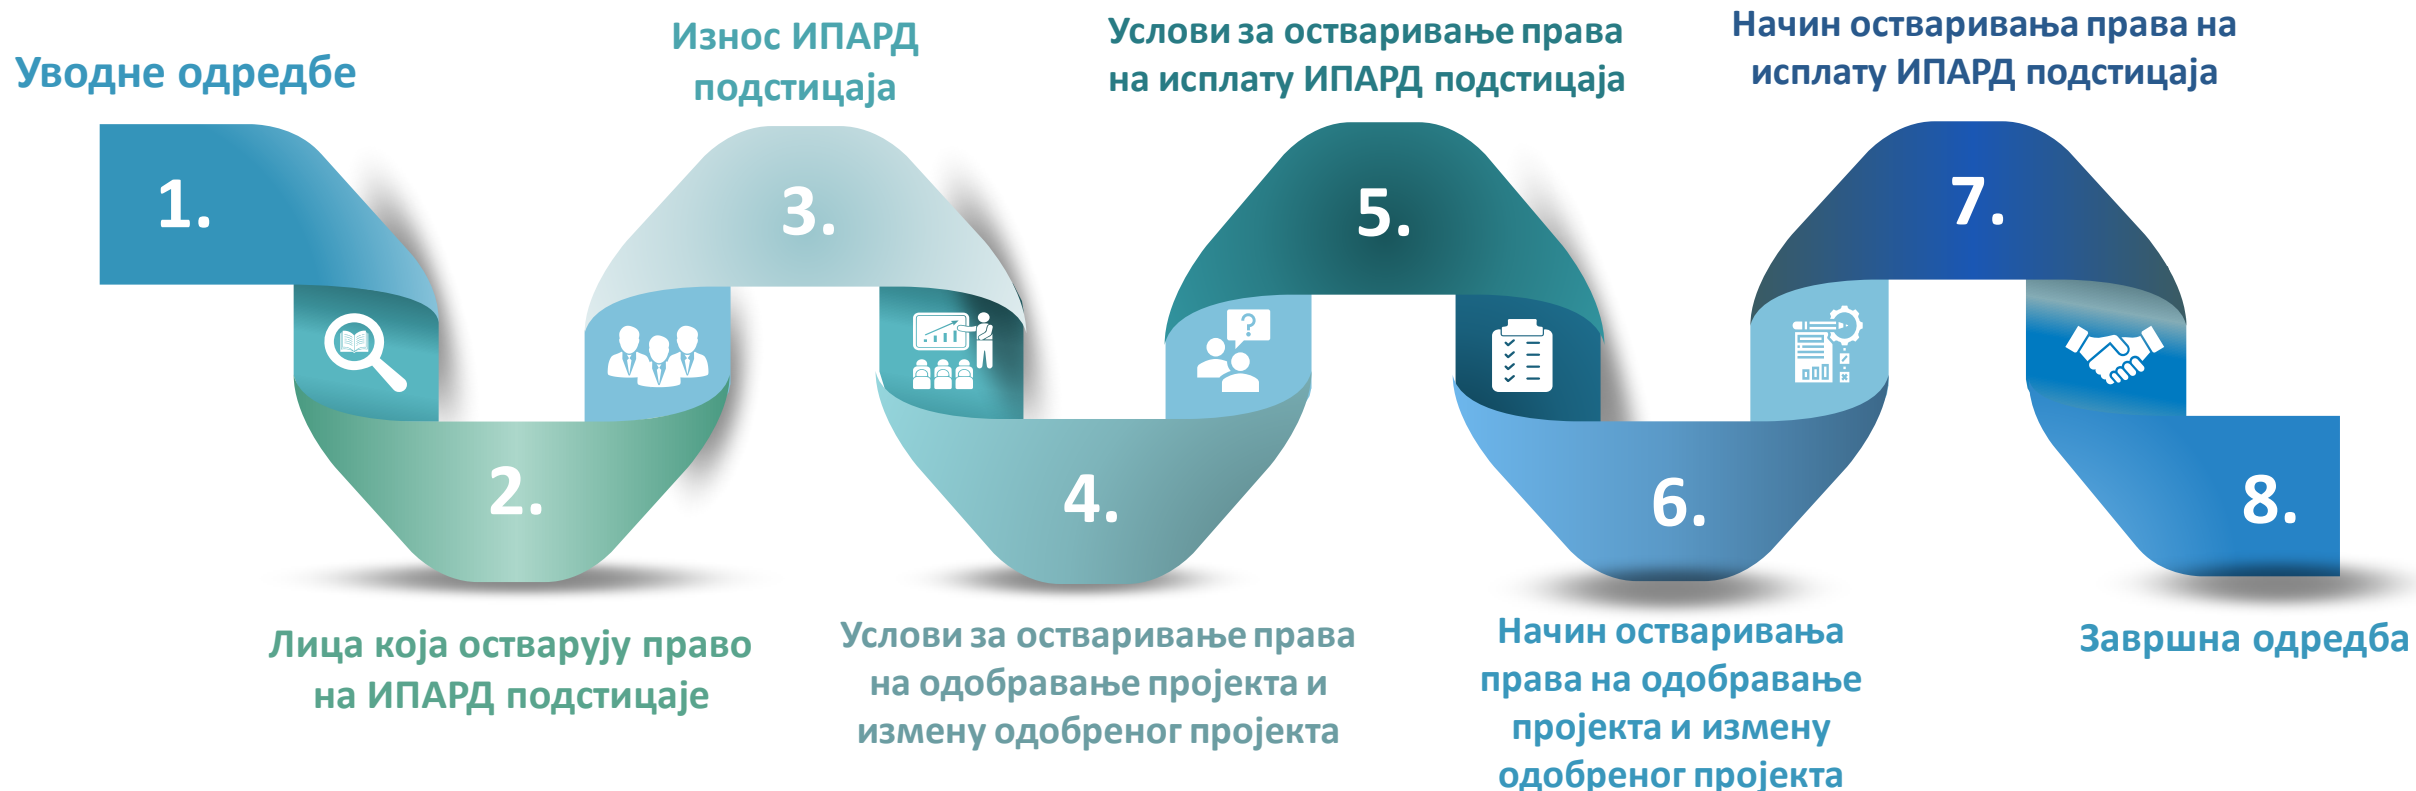 Уводне одредбе
1.
2.
Лица која остварују право
на ИПАРД подстицаје
Износ ИПАРД
подстицаја
3.
4.
Услови за остваривање права
на одобравање пројекта и
измену одобреног пројекта
Услови за остваривање права
на исплату ИПАРД подстицаја
5.
6.
Начин остваривања
права на одобравање
пројекта и измену
одобреног пројекта
Начин остваривања права на
исплату ИПАРД подстицаја
7.
8.
Завршна одредба
?